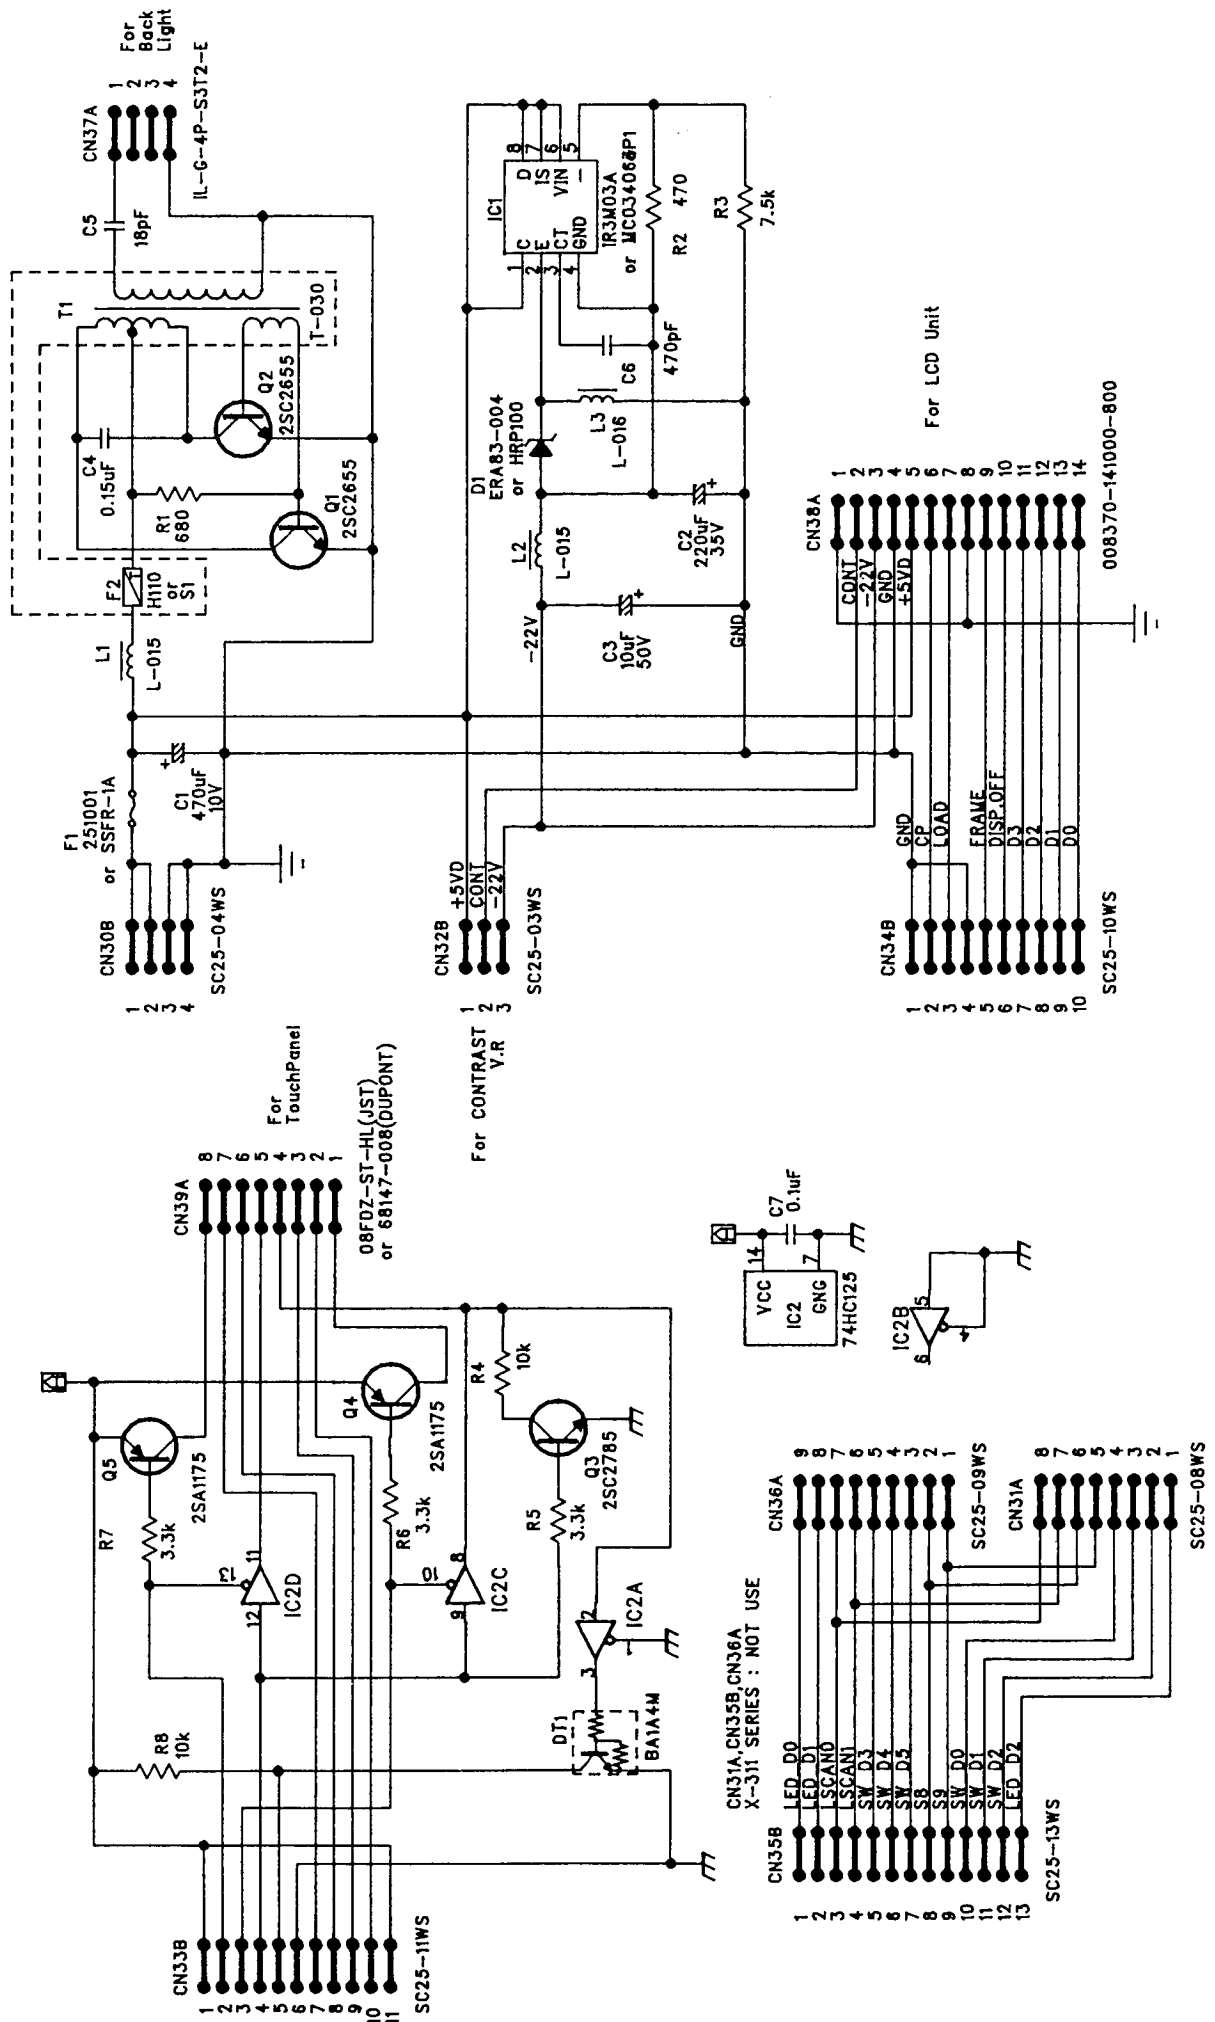 For
Back
Light
CN37A
1
2
3
4
IL-G-4P-S3T2-E
C5
18pF
T1
T-030
C4
0.15uF
Q2
2SC2655
R1
680
Q1
2SC2655
F2
H110
or
S1
L1
L-015
F1
251001
or SSFR-1A
C1
470uF
10V
+
CN30B
1
2
3
4
SC25-04WS
IC1
8
7
6
5
D
IS
VIN
-
C
E
CT
GND
1
2
3
4
IR3M03A
or MC034063P1
R2
470
R3
7.5k
C6
470pF
L3
L-016
D1
ERA83-004
or HRP100
L2
L-015
C2
220uF
35V
+
C3
10uF
50V
+
-22V
GND
CN32B
+5VD
CONT
-22V
1
2
3
SC25-03WS
For CONTRAST
V.R
For LCD Unit
CN38A
1
2
3
4
5
6
7
8
9
10
11
12
13
14
008370-141000-800
CONT
-22V
GND
+5VD
GND
CP
LOAD
FRAME
DISP.OFF
D3
D2
D1
D0
CN34B
1
2
3
4
5
6
7
8
9
10
SC25-10WS
For
TouchPanel
CN39A
8
7
6
5
4
3
2
1
08FDZ-ST-HL(JST)
or 68147-008(DUPONT)
Q5
2SA1175
R7
3.3k
Q4
2SA1175
R6
3.3k
R4
10k
Q3
2SC2785
R5
3.3k
13
11
12
IC2D
10
8
9
IC2C
2
3
1
IC2A
DT1
BA1A4M
R8
10k
CN33B
1
2
3
4
5
6
7
8
9
10
11
SC25-11WS
C7
0.1uF
14
7
VCC
IC2
GNG
74HC125
IC2B
5
6
4
CN31A,CN35B,CN36A
X-311 SERIES : NOT USE
CN36A
9
8
7
6
5
4
3
2
1
SC25-09WS
CN31A
8
7
6
5
4
3
2
1
SC25-08WS
LED D0
LED D1
LSCAN0
LSCAN1
SW D3
SW D4
SW D5
S8
S9
SW D0
SW D1
SW D2
LED D2
CN35B
1
2
3
4
5
6
7
8
9
10
11
12
13
SC25-13WS